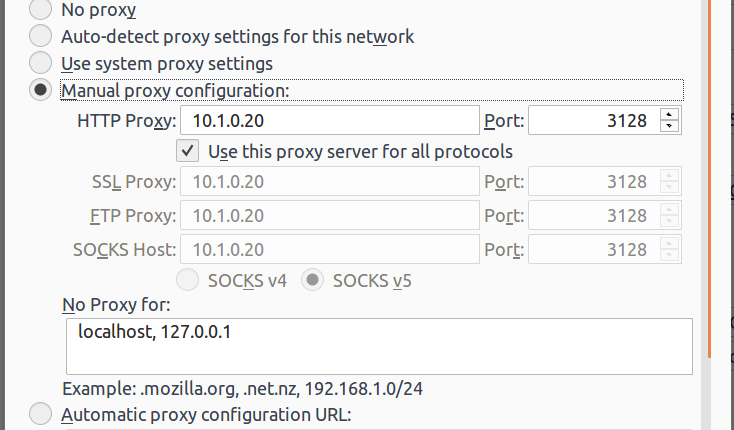 No proxy
Auto-detect proxy settings for this network
Use system proxy settings
Manual proxy configuration:
HTTP Proxy: 10.1.0.20 Port: 3128
Use this proxy server for all protocols
SSL Proxy: 10.1.0.20 Port: 3128
FTP Proxy: 10.1.0.20 Port: 3128
SOCKS Host: 10.1.0.20 Port: 3128
SOCKS v4 SOCKS v5
No Proxy for:
localhost, 127.0.0.1
Example: .mozilla.org, .net.nz, 192.168.1.0/24
Automatic proxy configuration URL: